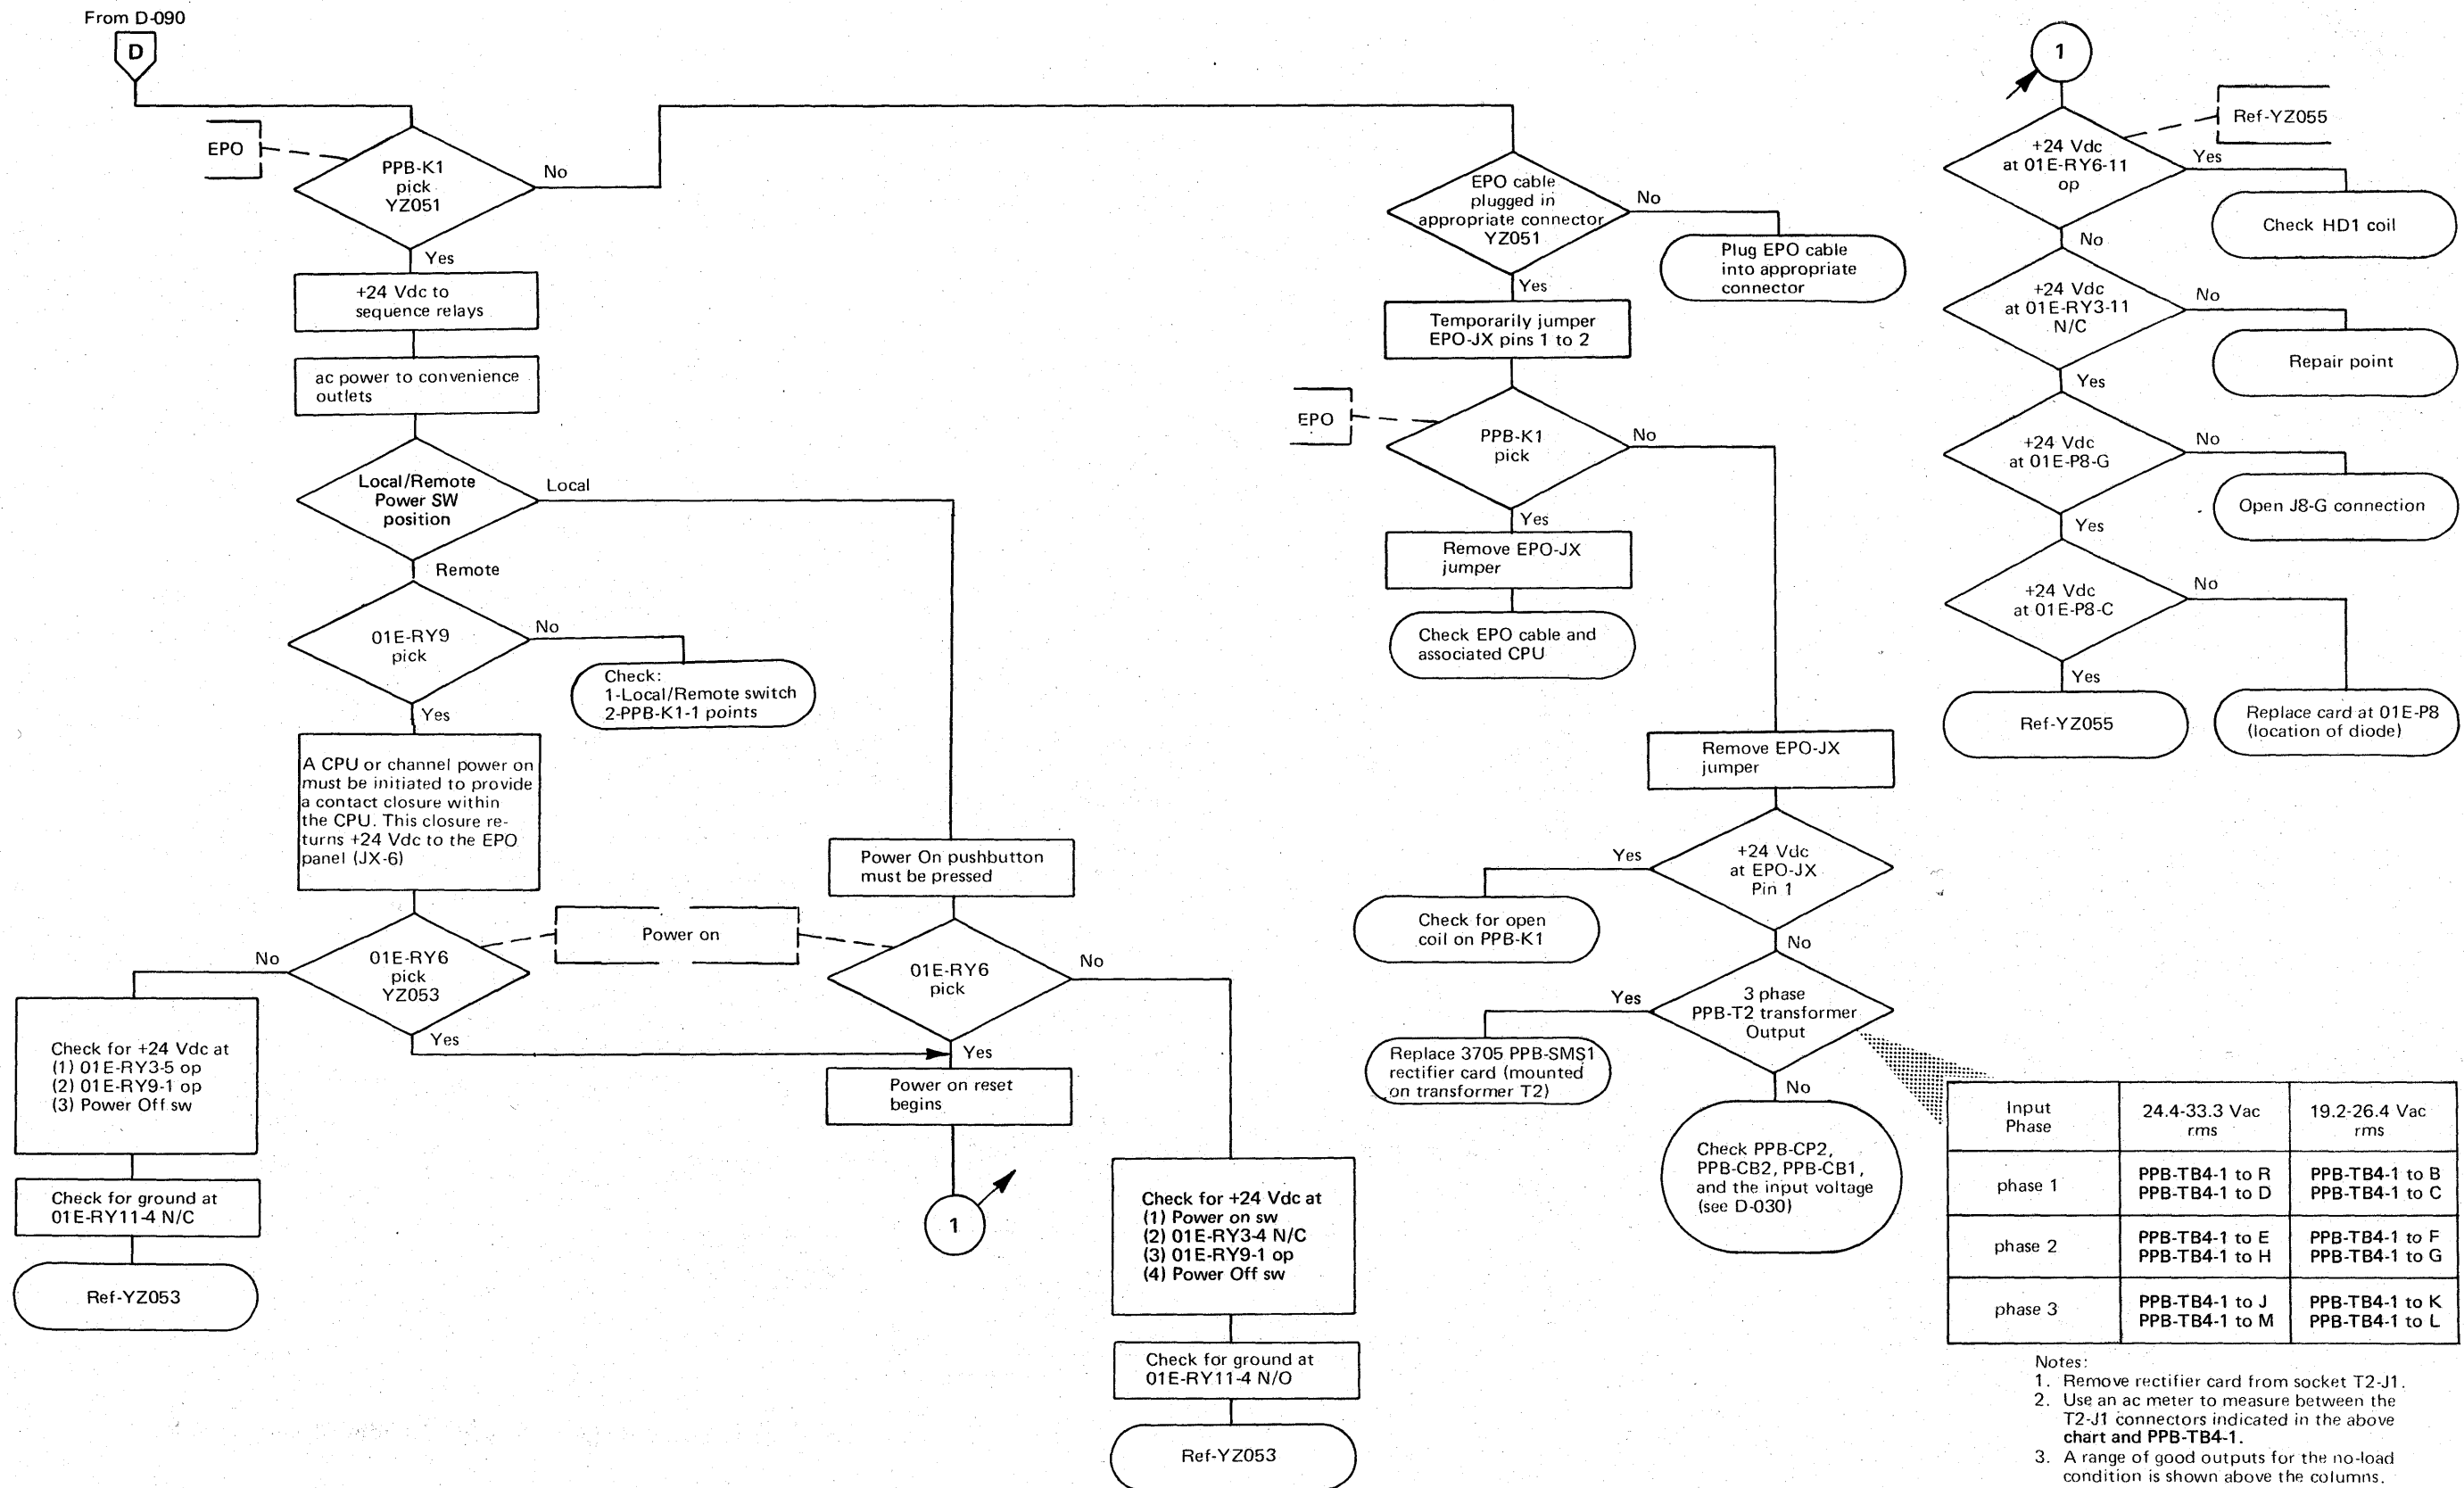 From D-090
D
EPO
PPB-K1
pick
YZ051
No
Yes
+24 Vdc to
sequence relays
ac power to convenience
outlets
Local/Remote
Power SW
position
Local
Remote
01E-RY9
pick
No
Check:
1-Local/Remote switch
2-PPB-K1-1 points
Yes
A CPU or channel power on
must be initiated to provide
a contact closure within
the CPU. This closure re-
turns +24 Vdc to the EPO
panel (JX-6)
Power On pushbutton
must be pressed
Power on
No
01E-RY6
pick
YZ053
Yes
01E-RY6
pick
No
Yes
Check for +24 Vdc at
(1) 01E-RY3-5 op
(2) 01E-RY9-1 op
(3) Power Off sw
Check for ground at
01E-RY11-4 N/C
Ref-YZ053
Power on reset
begins
1
Check for +24 Vdc at
(1) Power on sw
(2) 01E-RY3-4 N/C
(3) 01E-RY9-1 op
(4) Power Off sw
Check for ground at
01E-RY11-4 N/O
Ref-YZ053
EPO cable
plugged in
appropriate connector
YZ051
No
Plug EPO cable
into appropriate
connector
Yes
Temporarily jumper
EPO-JX pins 1 to 2
EPO
PPB-K1
pick
No
Yes
Remove EPO-JX
jumper
Check EPO cable and
associated CPU
Remove EPO-JX
jumper
Yes
+24 Vdc
at EPO-JX
Pin 1
Check for open
coil on PPB-K1
No
Yes
3 phase
PPB-T2 transformer
Output
Replace 3705 PPB-SMS1
rectifier card (mounted
on transformer T2)
No
Check PPB-CP2,
PPB-CB2, PPB-CB1,
and the input voltage
(see D-030)
1
Ref-YZ055
+24 Vdc
at 01E-RY6-11
op
Yes
Check HD1 coil
No
+24 Vdc
at 01E-RY3-11
N/C
No
Repair point
Yes
+24 Vdc
at 01E-P8-G
No
Open J8-G connection
Yes
+24 Vdc
at 01E-P8-C
No
Yes
Ref-YZ055
Replace card at 01E-P8
(location of diode)
Input
Phase
24.4-33.3 Vac
rms
19.2-26.4 Vac
rms
phase 1
PPB-TB4-1 to R
PPB-TB4-1 to D
PPB-TB4-1 to B
PPB-TB4-1 to C
phase 2
PPB-TB4-1 to E
PPB-TB4-1 to H
PPB-TB4-1 to F
PPB-TB4-1 to G
phase 3
PPB-TB4-1 to J
PPB-TB4-1 to M
PPB-TB4-1 to K
PPB-TB4-1 to L
Notes:
1. Remove rectifier card from socket T2-J1.
2. Use an ac meter to measure between the
T2-J1 connectors indicated in the above
chart and PPB-TB4-1.
3. A range of good outputs for the no-load
condition is shown above the columns.